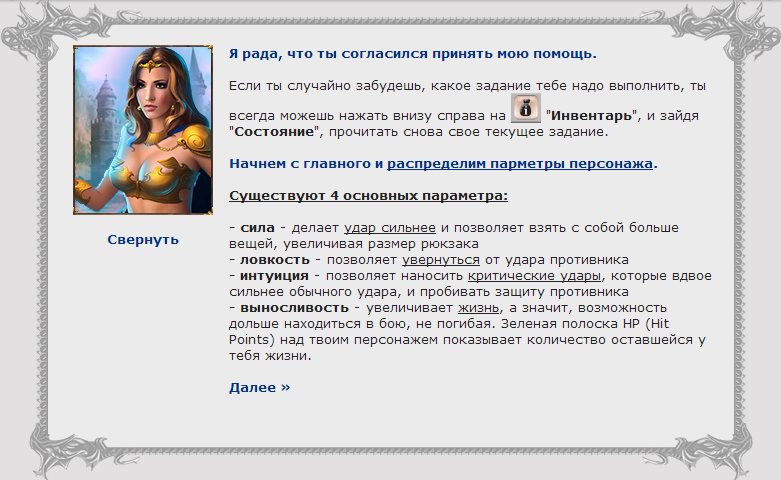 Я рада, что ты согласился принять мою помощь.
Если ты случайно забудешь, какое задание тебе надо выполнить, ты
всегда можешь нажать внизу справа на "Инвентарь", и зайдя
"Состояние", прочитать снова свое текущее задание.
Начнем с главного и распределим парметры персонажа.
Существуют 4 основных параметра:
- сила - делает удар сильнее и позволяет взять с собой больше
вещей, увеличивая размер рюкзака
- ловкость - позволяет увернуться от удара противника
- интуиция - позволяет наносить критические удары, которые вдвое
сильнее обычного удара, и пробивать защиту противника
- выносливость - увеличивает жизнь, а значит, возможность
дольше находиться в бою, не погибая. Зеленая полоска HP (Hit
Points) над твоим персонажем показывает количество оставшейся у
тебя жизни.
Далее »
Свернуть